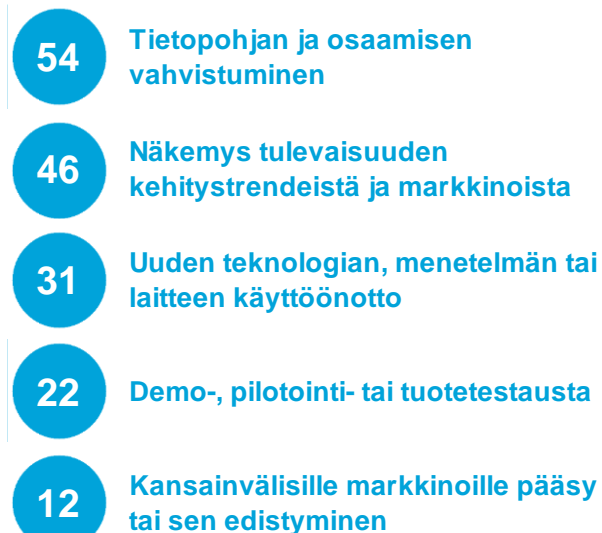 54
Tietopohjan ja osaamisen
vahvistuminen
46
Näkemys tulevaisuuden
kehitystrendeistä ja markkinoista
31
Uuden teknologian, menetelmän tai
laitteen käyttöönotto
22
Demo-, pilotointi- tai tuotetestausta
12
Kansainvälisille markkinoille pääsy
tai sen edistyminen